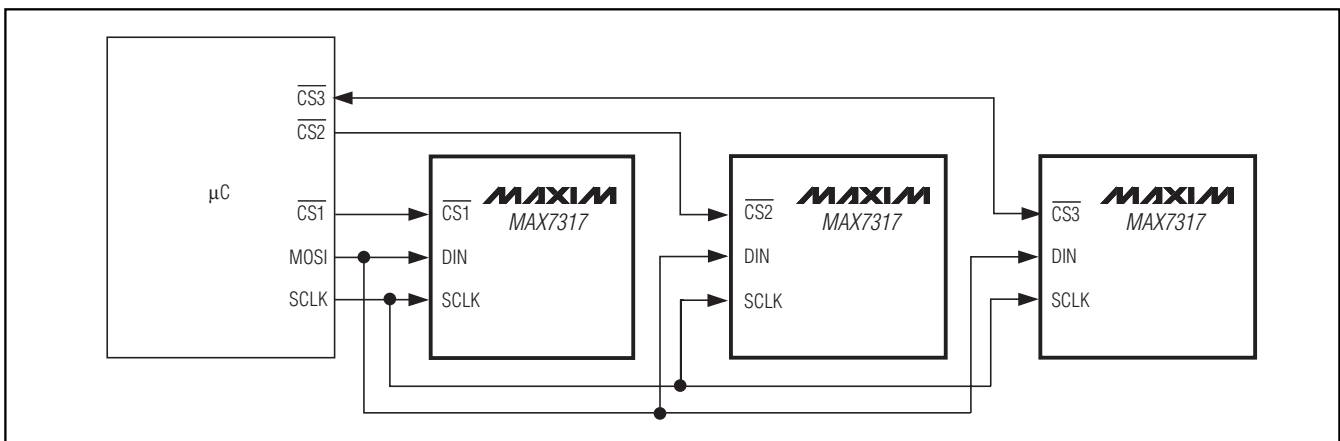 CS3
CS2
μC
CS1
MOSI
SCLK
MAXIM
MAX7317
CS1
DIN
SCLK
MAXIM
MAX7317
CS2
DIN
SCLK
MAXIM
MAX7317
CS3
DIN
SCLK